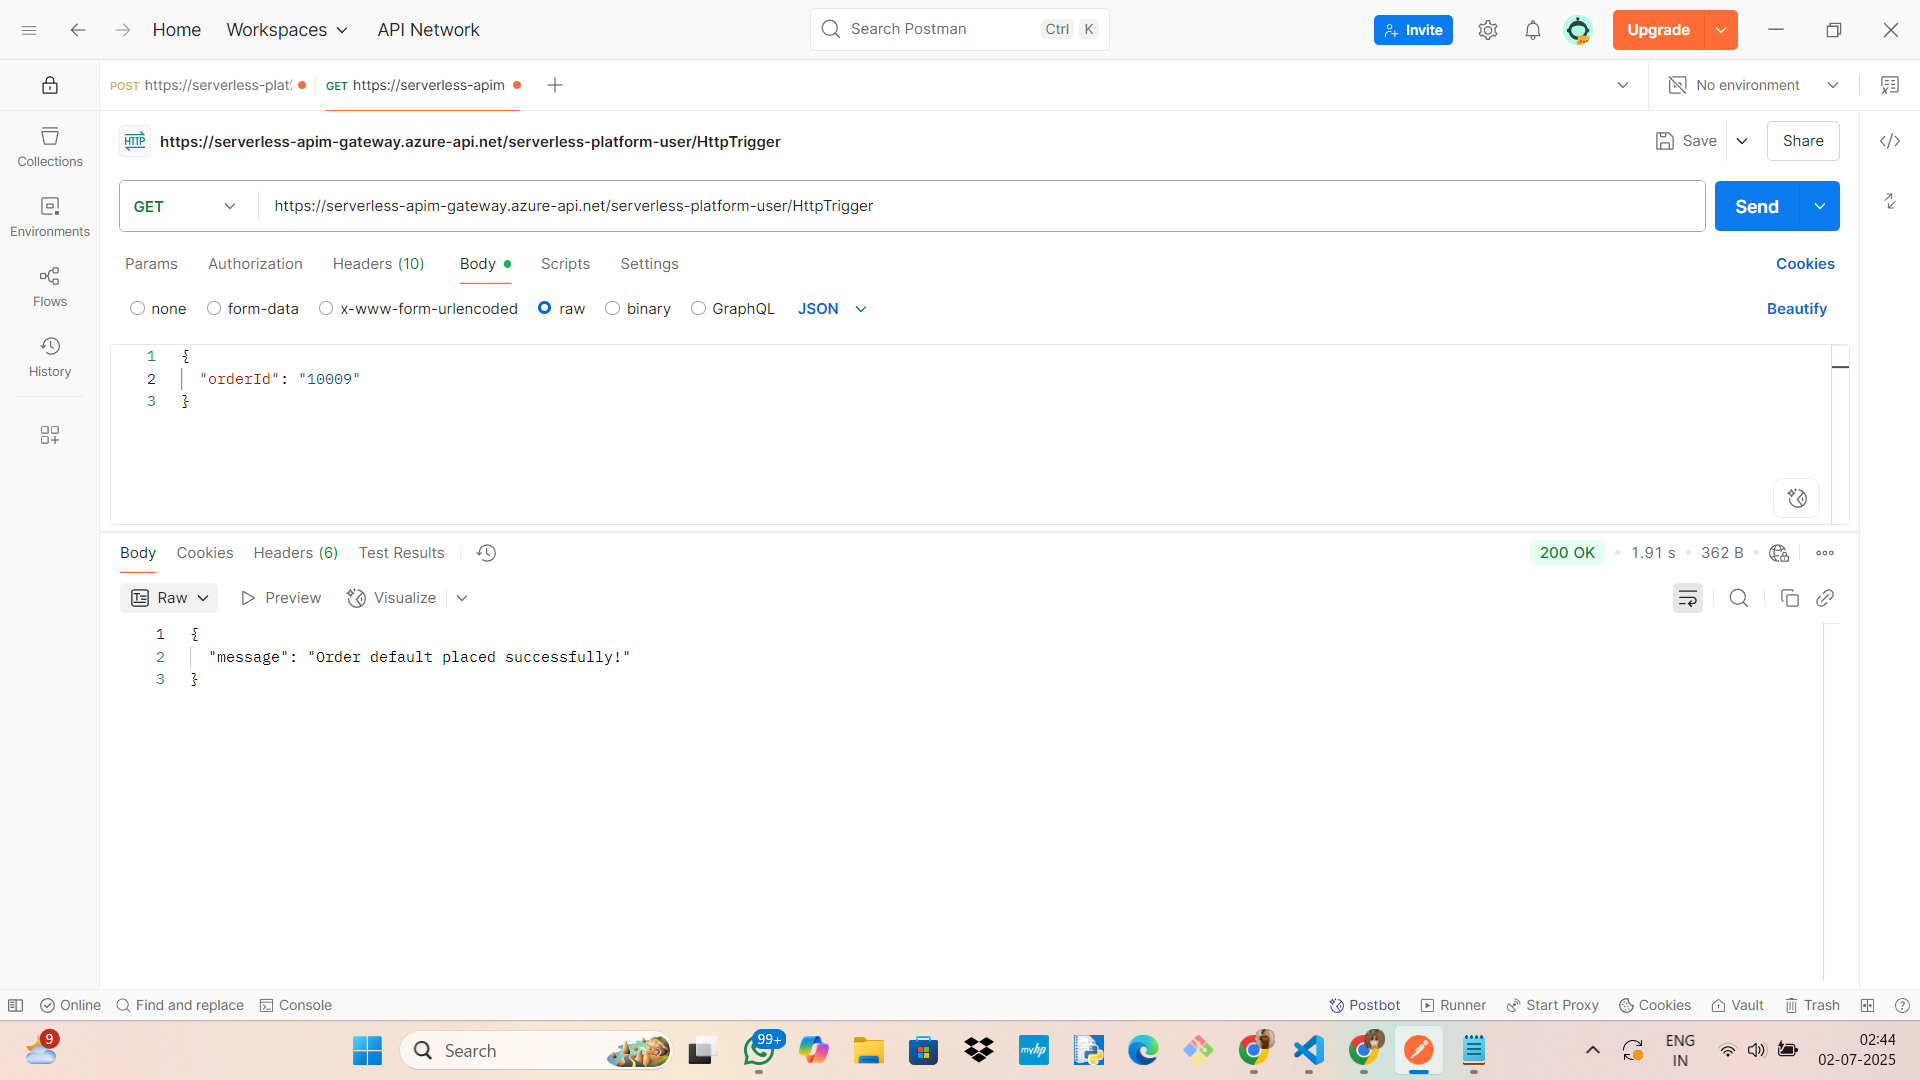 Home Workspaces API Network Search Postman Ctrl K Invite Upgrade
POST https://serverless-plat GET https://serverless-apim No environment
HTTP https://serverless-apim-gateway.azure-api.net/serverless-platform-user/HttpTrigger Save Share
GET https://serverless-apim-gateway.azure-api.net/serverless-platform-user/HttpTrigger Send
Params Authorization Headers (10) Body Scripts Settings Cookies
none form-data x-www-form-urlencoded raw binary GraphQL JSON Beautify
Collections
Environments
Flows
History
1 {
2 "orderId": "10009"
3 }
Body Cookies Headers (6) Test Results 200 OK 1.91 s 362 B
Raw Preview Visualize
1 {
2 "message": "Order default placed successfully!"
3 }
Online Find and replace Console Postbot Runner Start Proxy Cookies Vault Trash
9 Search 99+ myhp ENG IN 02:44
02-07-2025